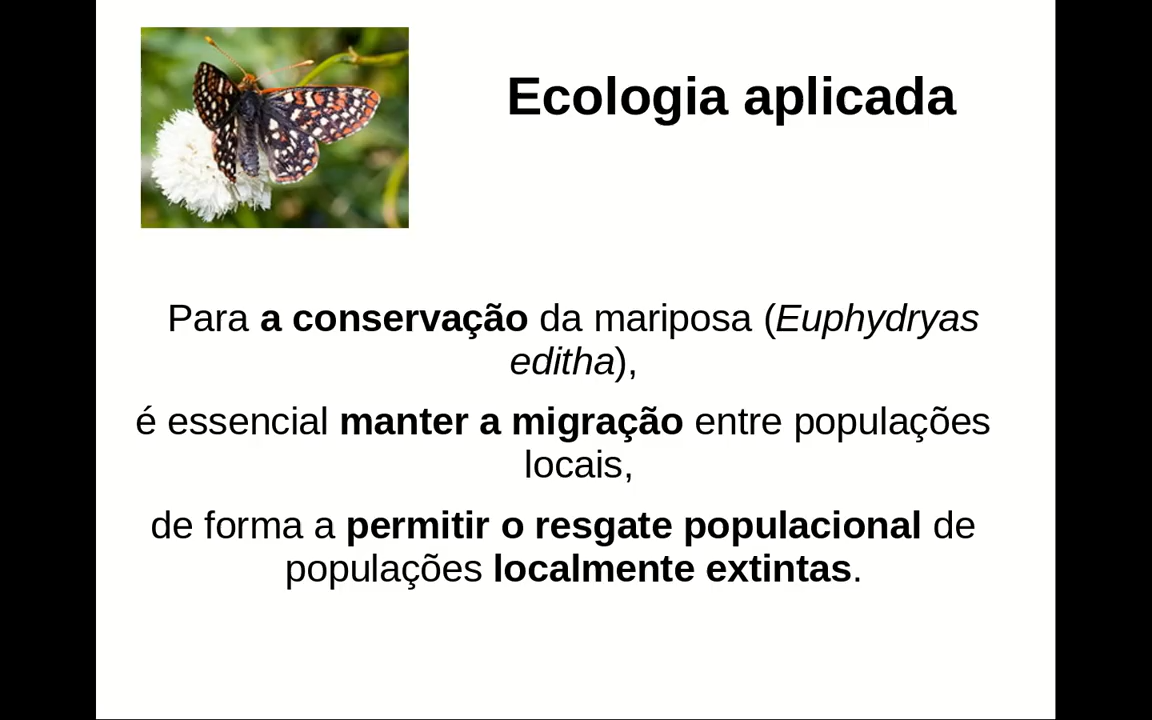 Ecologia aplicada
Para a conservação da mariposa (Euphydryas
editha),
é essencial manter a migração entre populações
locais,
de forma a permitir o resgate populacional de
populações localmente extintas.